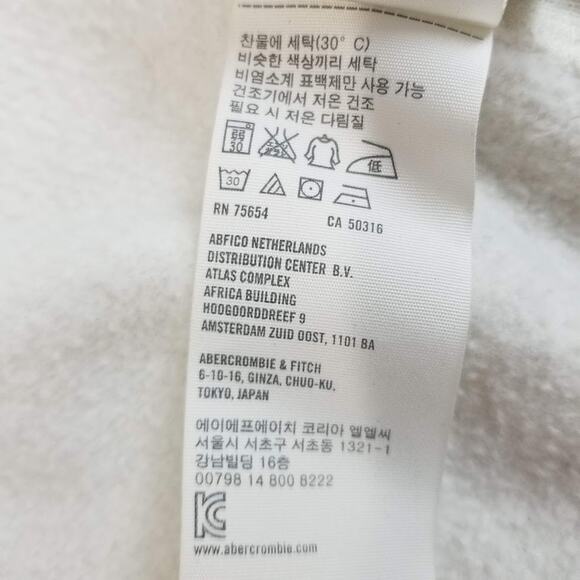 찬물에 세탁(30° C)
비슷한 색상끼리 세탁
비염소계 표백제만 사용 가능
건조기에서 저온 건조
필요 시 저온 다림질
弱 30 低
30
RN 75654 CA 50316
ABFICO NETHERLANDS
DISTRIBUTION CENTER B.V.
ATLAS COMPLEX
AFRICA BUILDING
HOOGOORDDREEF 9
AMSTERDAM ZUID OOST, 1101 BA
ABERCROMBIE & FITCH
6-10-16, GINZA, CHUO-KU,
TOKYO, JAPAN
에이에프에이치 코리아 엘엘씨
서울시 서초구 서초동 1321-1
강남빌딩 16층
00798 14 800 8222
KC
www.abercrombie.com